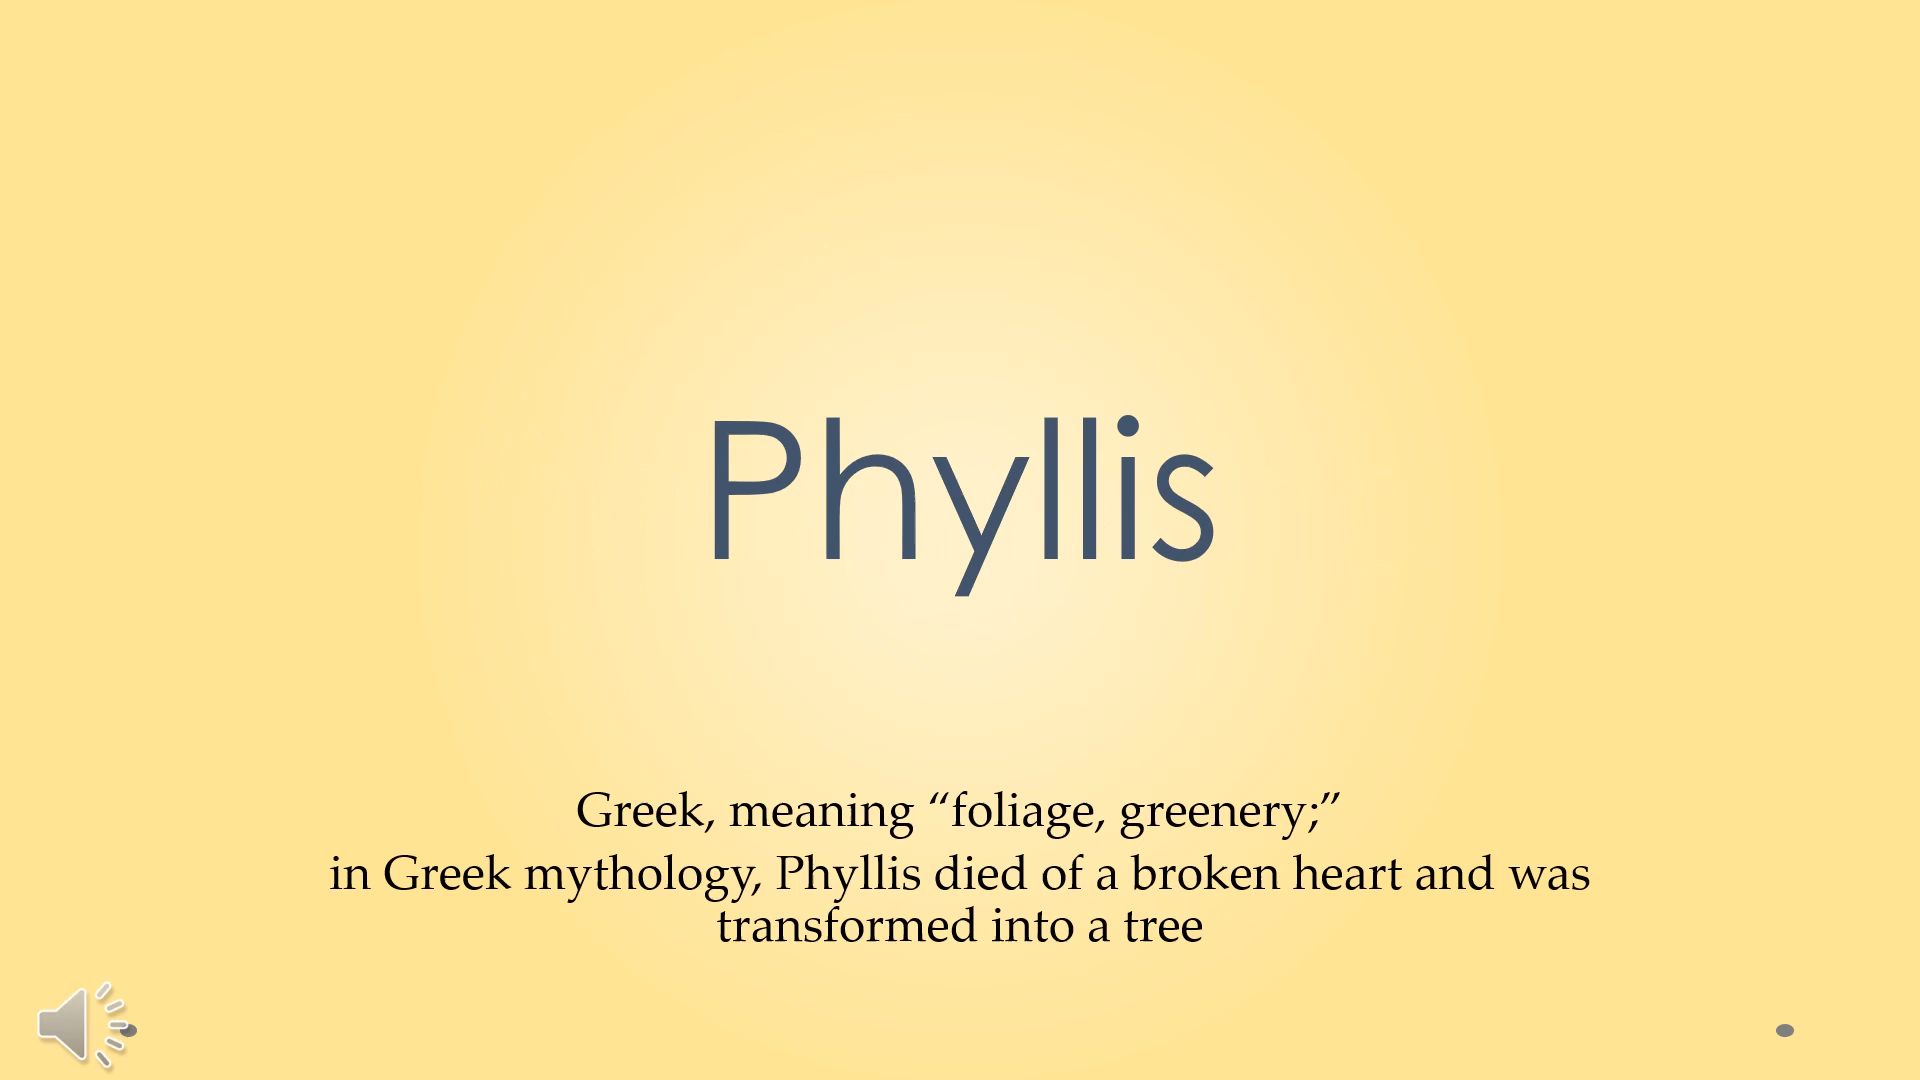 Phyllis
Greek, meaning “foliage, greenery;”
in Greek mythology, Phyllis died of a broken heart and was
transformed into a tree